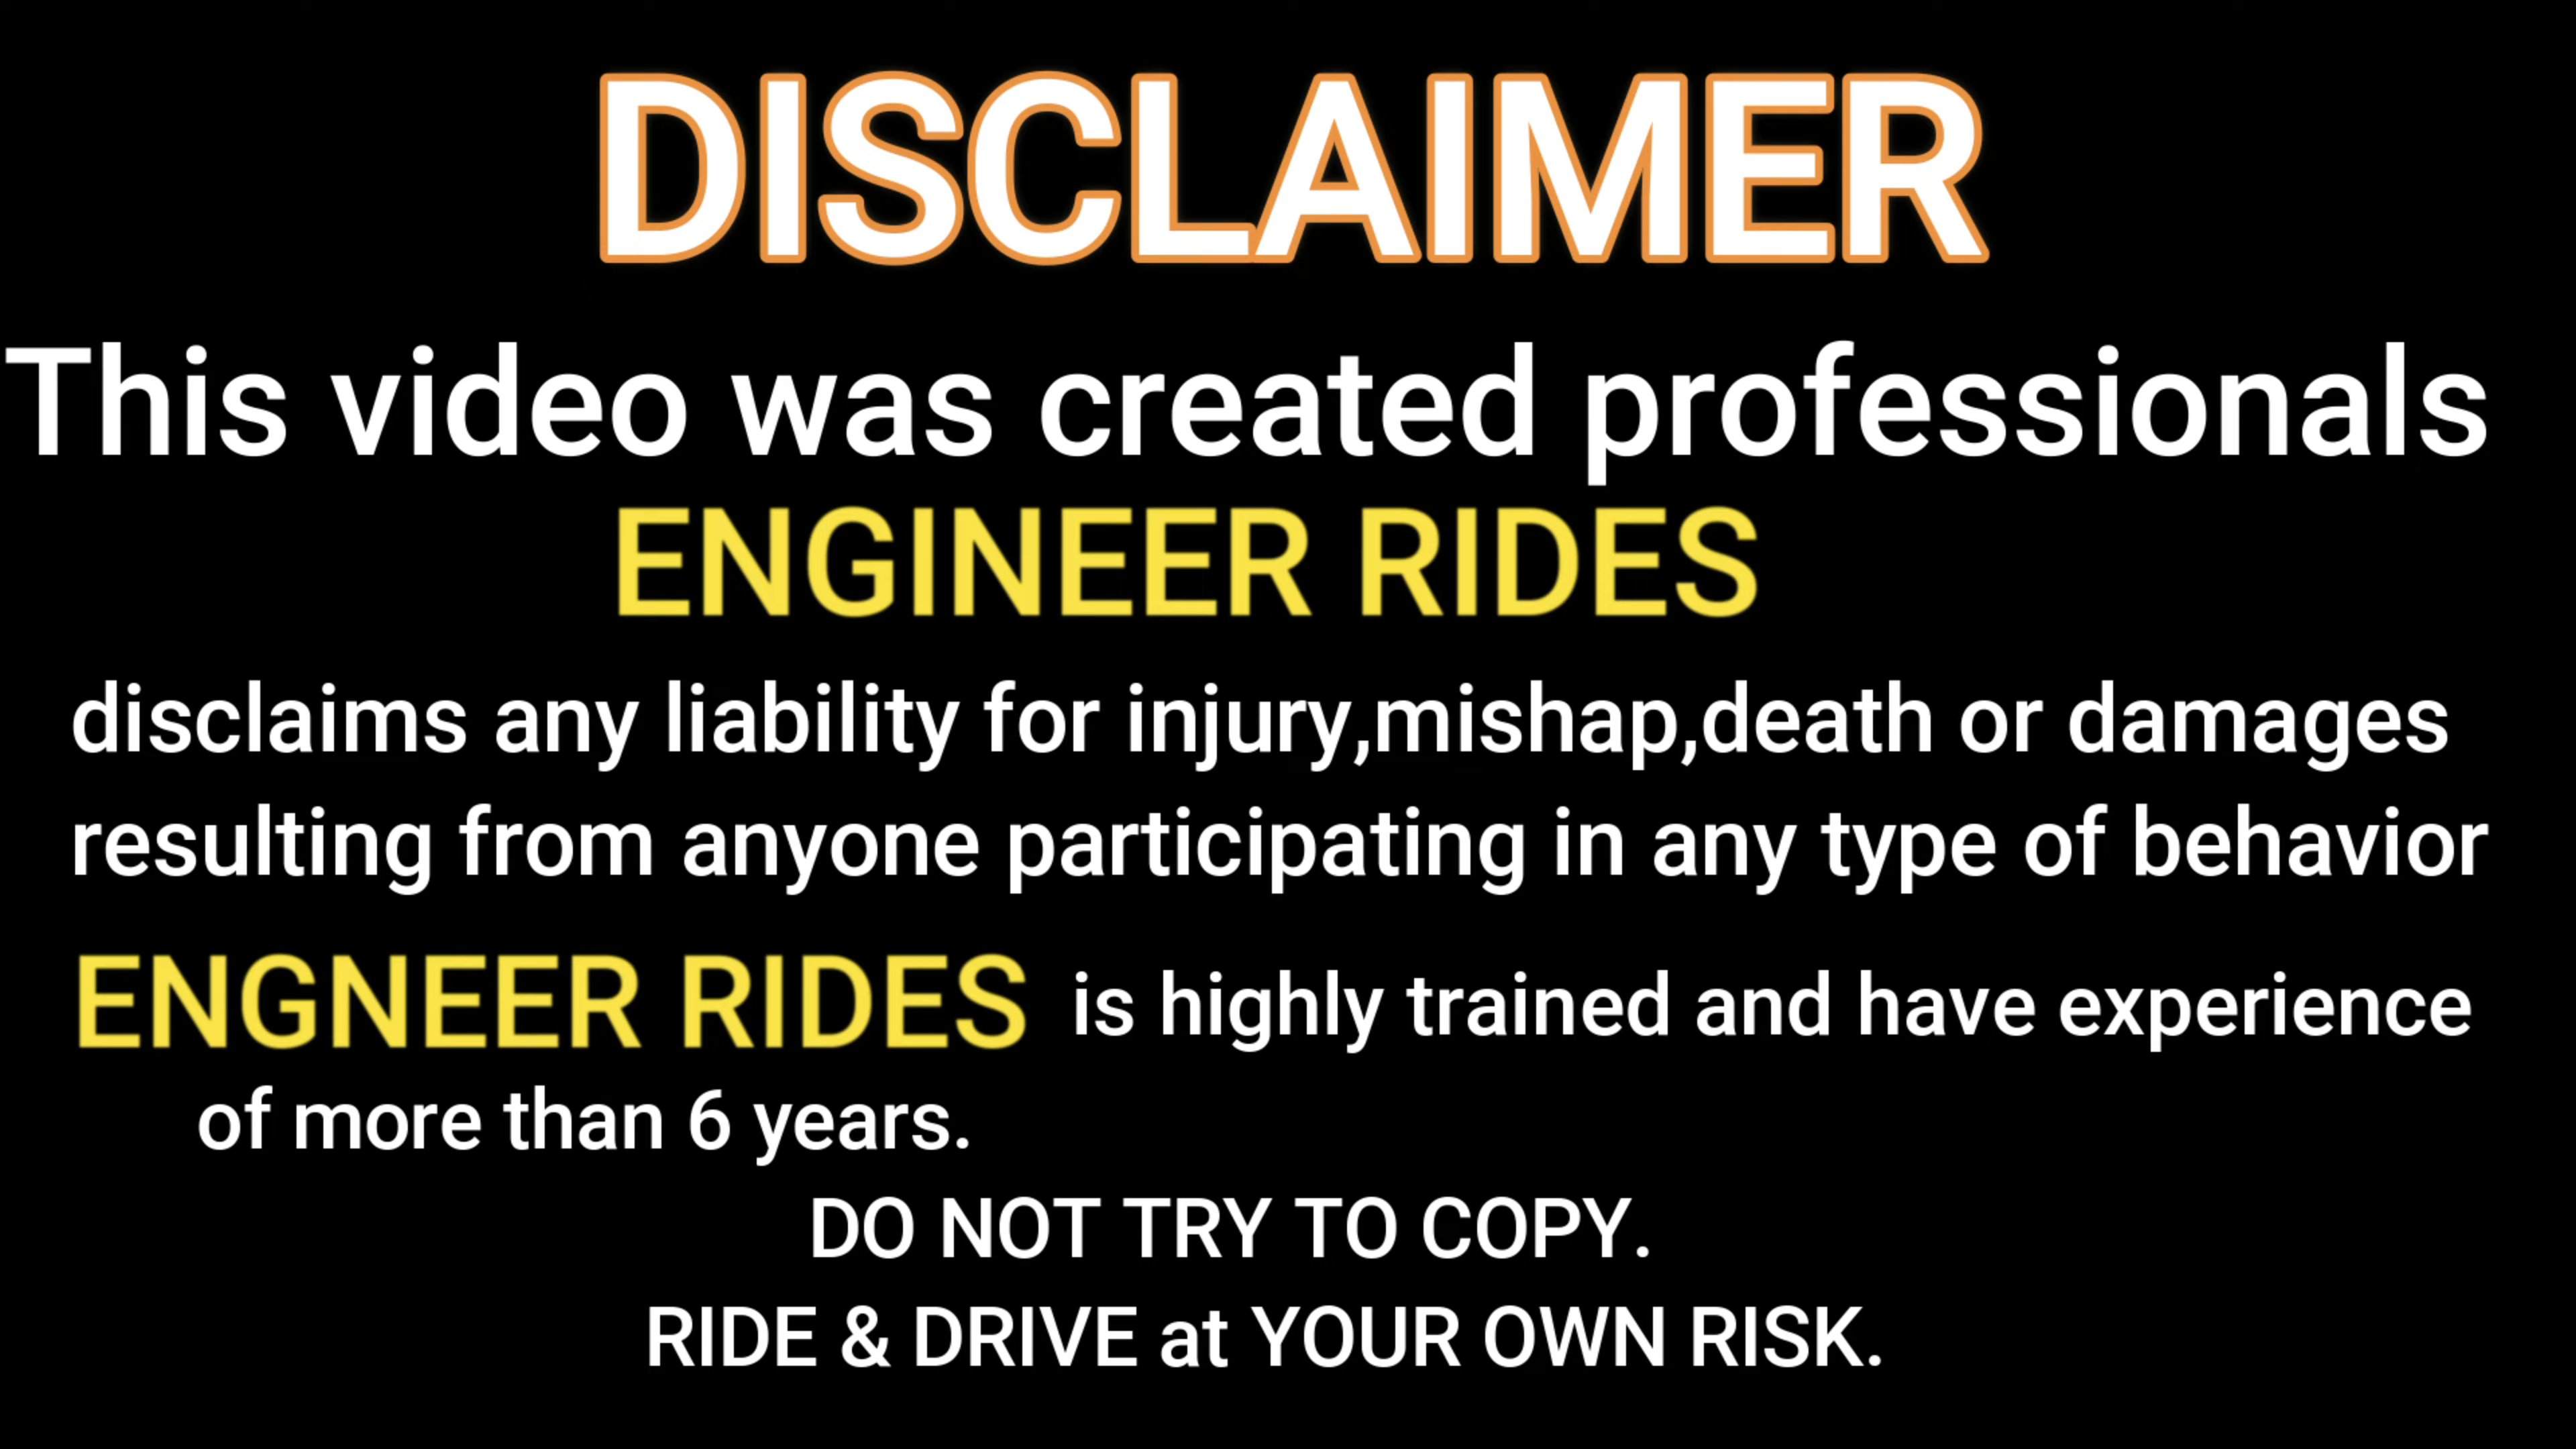 DISCLAIMER
This video was created professionals
ENGINEER RIDES
disclaims any liability for injury,mishap,death or damages
resulting from anyone participating in any type of behavior
ENGNEER RIDES is highly trained and have experience
of more than 6 years.
DO NOT TRY TO COPY.
RIDE & DRIVE at YOUR OWN RISK.